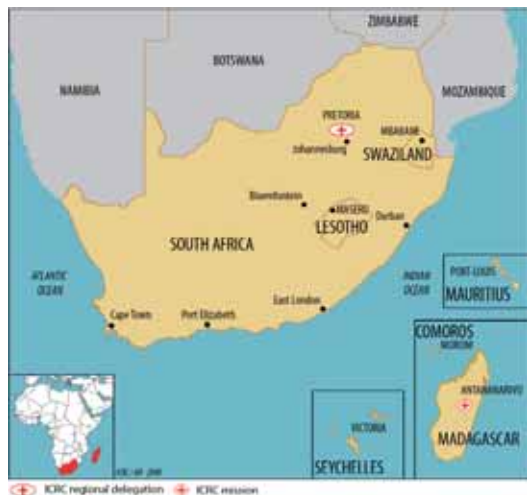 ZIMBABWE
BOTSWANA
NAMIBIA
MOZAMBIQUE
PRETORIA
Johannesburg
MBABANE
SWAZILAND
Bloemfontein
MASERU
LESOTHO
Durban
SOUTH AFRICA
ATLANTIC
OCEAN
INDIAN
OCEAN
PORT-LOUIS
MAURITIUS
East London
Cape Town
Port Elizabeth
COMOROS
MORONI
ANTANANARIVO
MADAGASCAR
VICTORIA
SEYCHELLES
ICRC regional delegation
ICRC mission